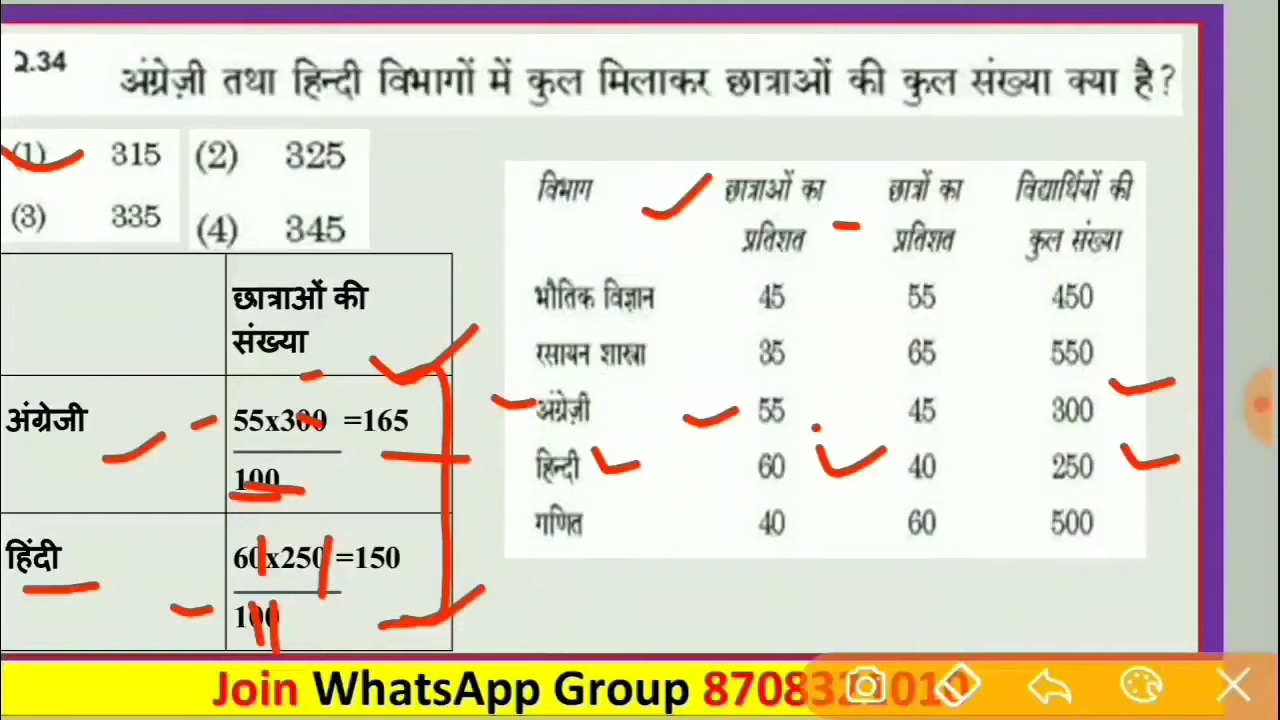 2.34
अंग्रेज़ी तथा हिन्दी विभागों में कुल मिलाकर छात्राओं की कुल संख्या क्या है?
(1) 315 (2) 325
(3) 335 (4) 345
विभाग छात्राओं का प्रतिशत छात्रों का प्रतिशत विद्यार्थियों की कुल संख्या
भौतिक विज्ञान 45 55 450
रसायन शास्त्र 35 65 550
अंग्रेज़ी 55 45 300
हिन्दी 60 40 250
गणित 40 60 500
छात्राओं की
संख्या
अंग्रेजी 55x300 =165
100
हिंदी 60x250 =150
100
Join WhatsApp Group